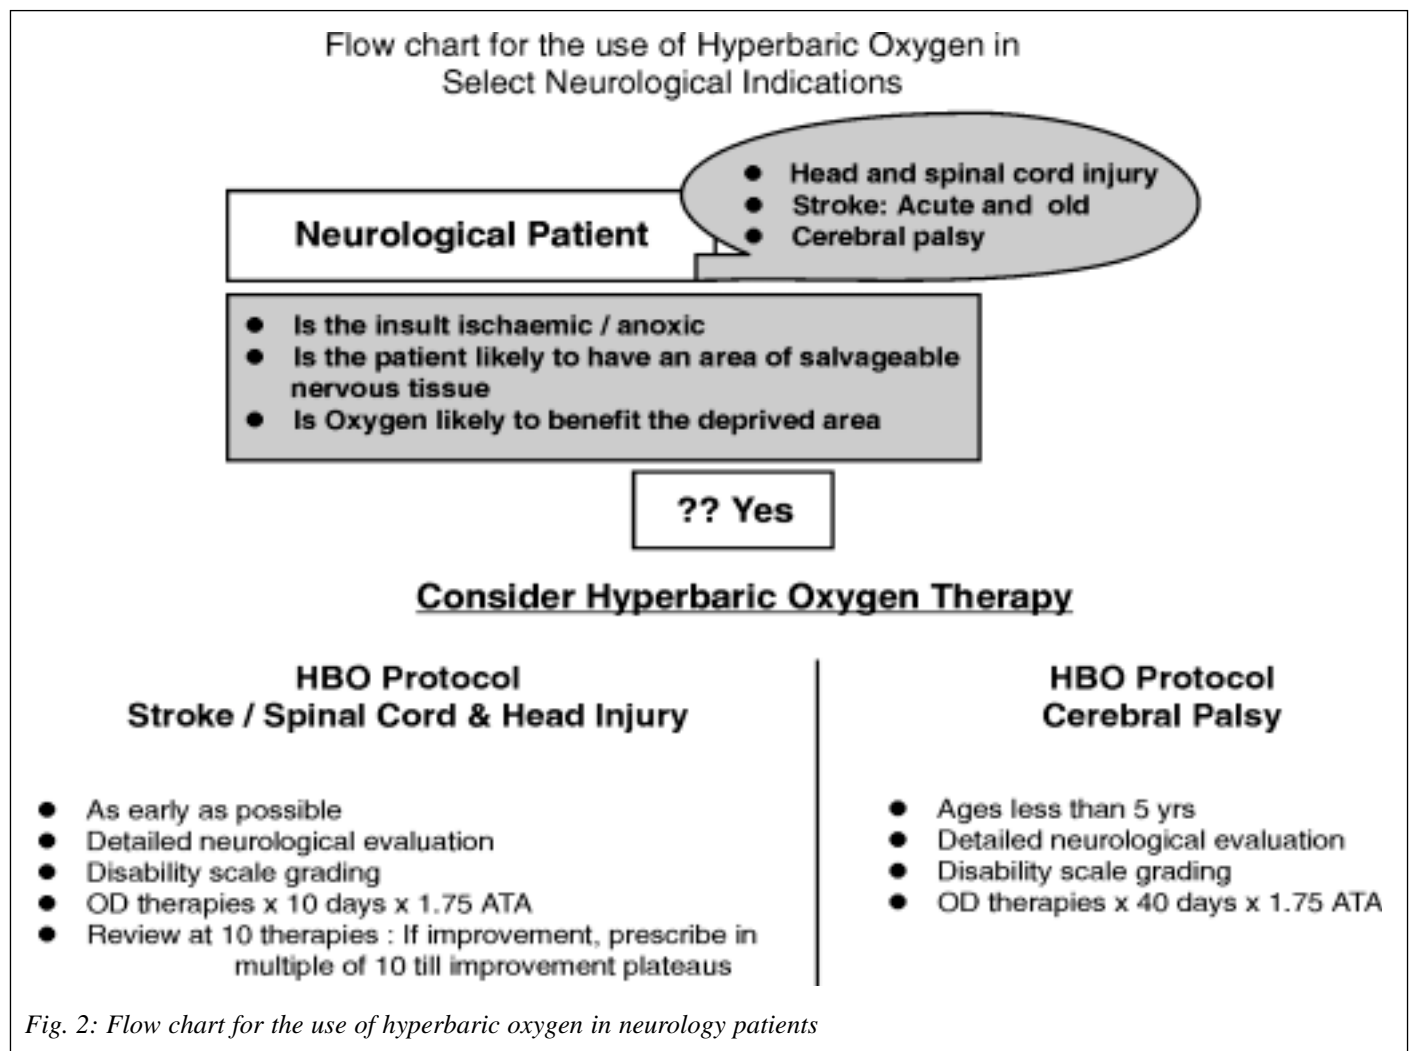 Flow chart for the use of Hyperbaric Oxygen in
Select Neurological Indications
● Head and spinal cord injury
● Stroke: Acute and old
● Cerebral palsy
Neurological Patient
● Is the insult ischaemic / anoxic
● Is the patient likely to have an area of salvageable
nervous tissue
● Is Oxygen likely to benefit the deprived area
?? Yes
Consider Hyperbaric Oxygen Therapy
HBO Protocol
Stroke / Spinal Cord & Head Injury
● As early as possible
● Detailed neurological evaluation
● Disability scale grading
● OD therapies x 10 days x 1.75 ATA
● Review at 10 therapies : If improvement, prescribe in
multiple of 10 till improvement plateaus
HBO Protocol
Cerebral Palsy
● Ages less than 5 yrs
● Detailed neurological evaluation
● Disability scale grading
● OD therapies x 40 days x 1.75 ATA
Fig. 2: Flow chart for the use of hyperbaric oxygen in neurology patients